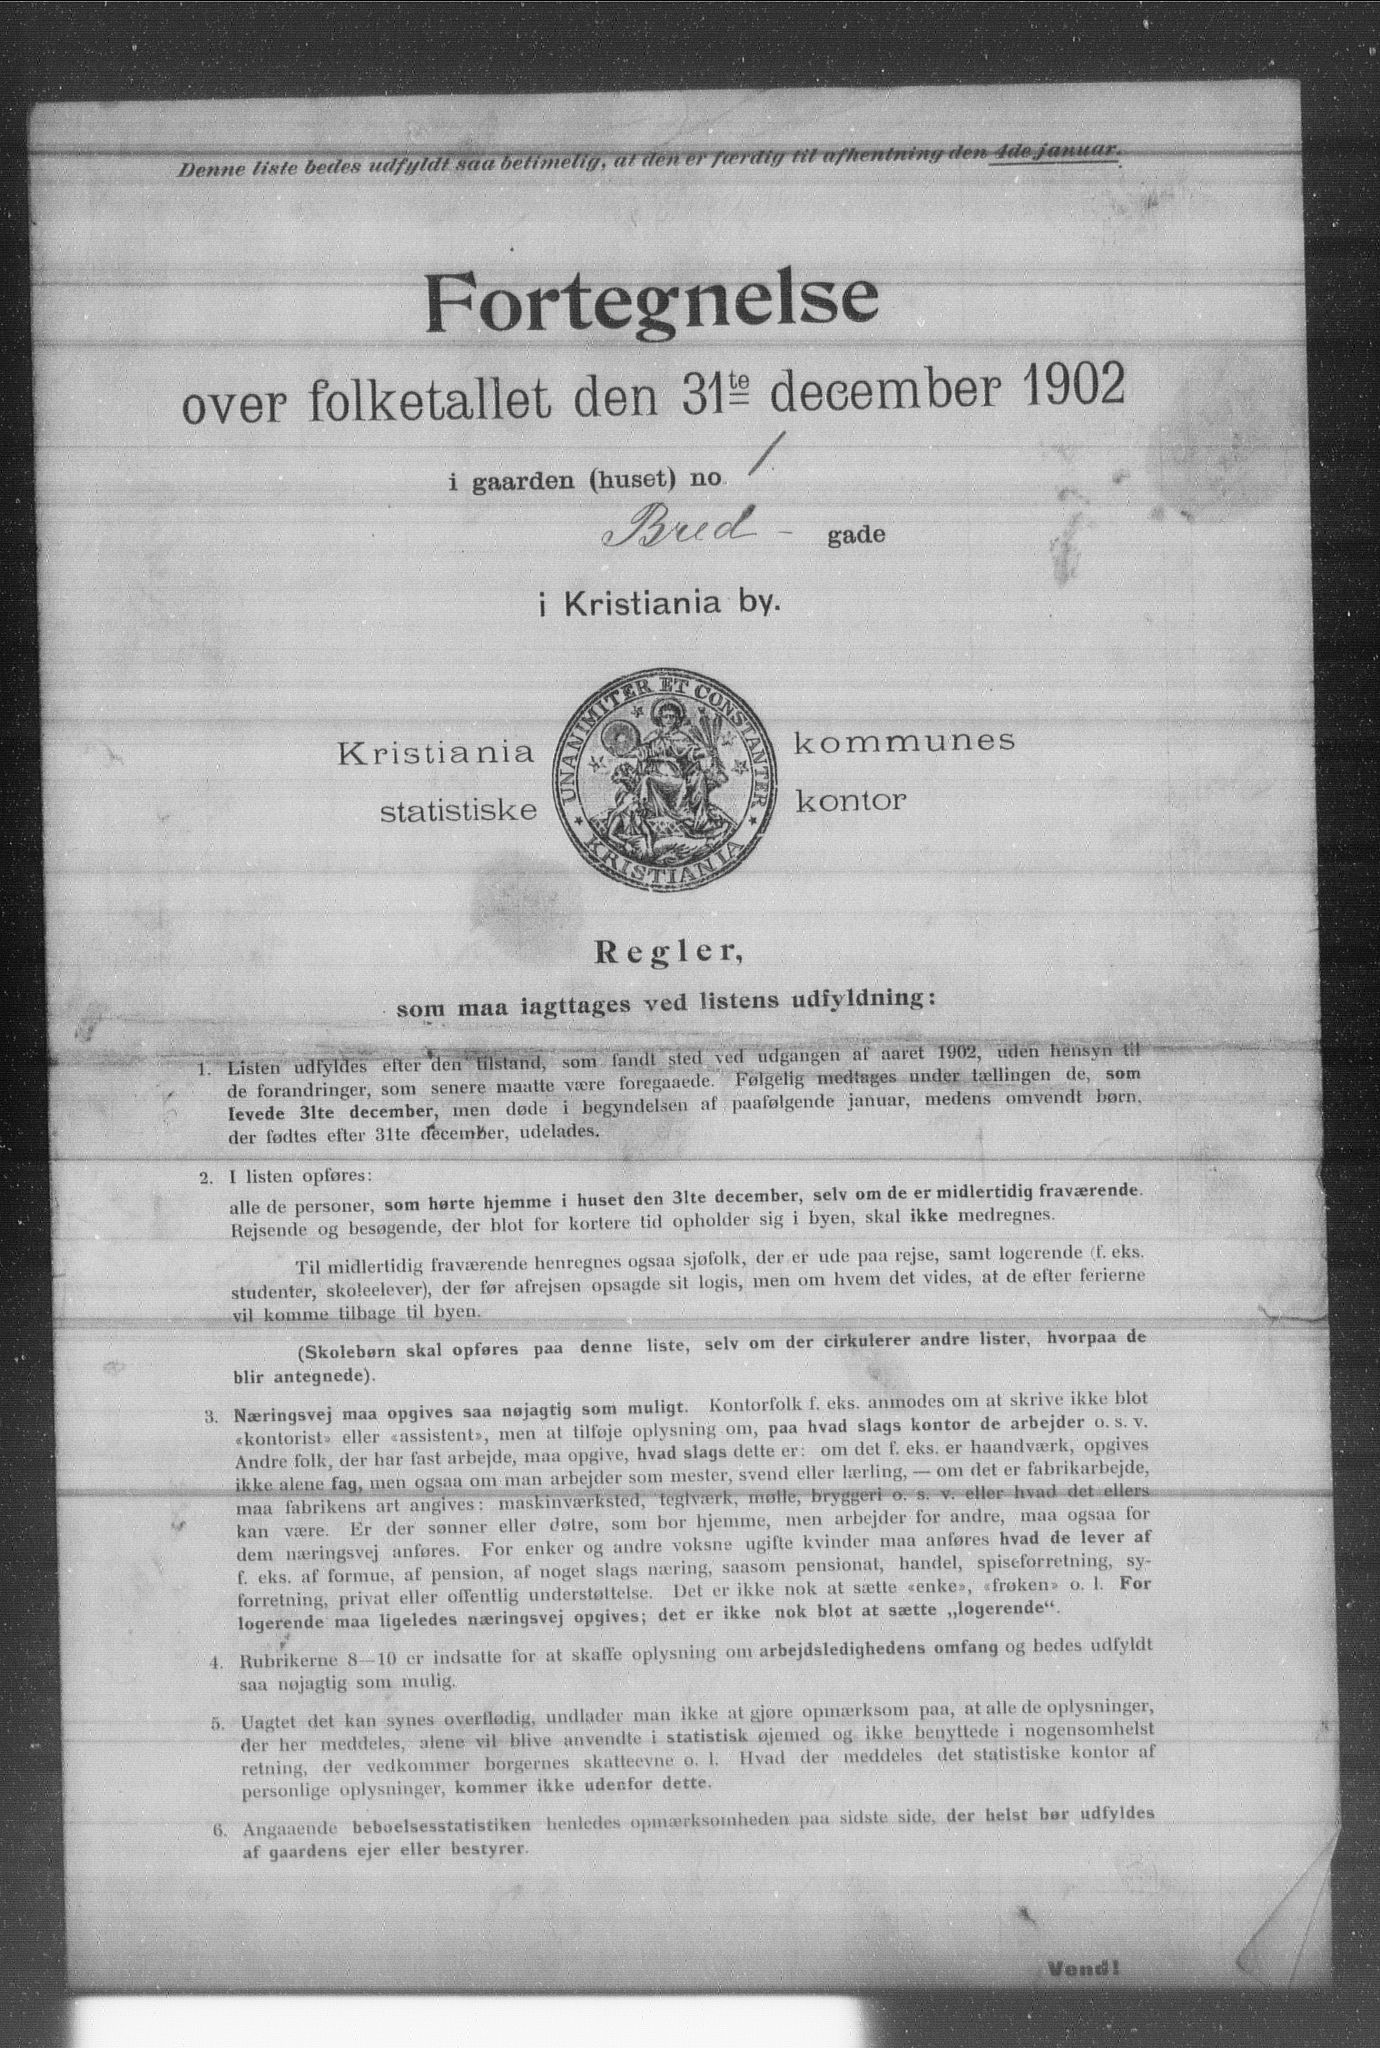 Denne liste bedes udfyldt saa betimelig, at den er færdig til afhentning den 4de januar.
Fortegnelse
over folketallet den 31te december 1902
i gaarden (huset) no. 1
Bred - gade
i Kristiania by.
Kristiania kommunes
statistiske kontor
UNANIMITER ET CONSTANTER
KRISTIANIA
Regler,
som maa iagttages ved listens udfyldning:
1. Listen udfyldes efter den tilstand, som fandt sted ved udgangen af aaret 1902, uden hensyn til
de forandringer, som senere maatte være foregaaede. Følgelig medtages under tællingen de, som
levede 31te december, men døde i begyndelsen af paafølgende januar, medens omvendt børn,
der fødtes efter 31te december, udelades.
2. I listen opføres:
alle de personer, som hørte hjemme i huset den 31te december, selv om de er midlertidig fraværende.
Rejsende og besøgende, der blot for kortere tid opholder sig i byen, skal ikke medregnes.
Til midlertidig fraværende henregnes ogsaa sjøfolk, der er ude paa rejse, samt logerende (f. eks.
studenter, skoleelever), der før afrejsen opsagde sit logis, men om hvem det vides, at de efter ferierne
vil komme tilbage til byen.
(Skolebørn skal opføres paa denne liste, selv om der cirkulerer andre lister, hvorpaa de
blir antegnede).
3. Næringsvej maa opgives saa nøjagtig som muligt. Kontorfolk f. eks. anmodes om at skrive ikke blot
«kontorist» eller «assistent», men at tilføje oplysning om, paa hvad slags kontor de arbejder o. s. v.
Andre folk, der har fast arbejde, maa opgive, hvad slags dette er: om det f. eks. er haandværk, opgives
ikke alene fag, men ogsaa om man arbejder som mester, svend eller lærling, — om det er fabrikarbejde,
maa fabrikens art angives: maskinværksted, teglværk, mølle, bryggeri o. s. v. eller hvad det ellers
kan være. Er der sønner eller døtre, som bor hjemme, men arbejder for andre, maa ogsaa for
dem næringsvej anføres. For enker og andre voksne ugifte kvinder maa anføres hvad de lever af
f. eks. af formue, af pension, af noget slags næring, saasom pensionat, handel, spiseforretning, sy-
forretning, privat eller offentlig understøttelse. Det er ikke nok at sætte «enke», «frøken» o. l. For
logerende maa ligeledes næringsvej opgives; det er ikke nok blot at sætte „logerende“.
4. Rubrikerne 8—10 er indsatte for at skaffe oplysning om arbejdsledighedens omfang og bedes udfyldt
saa nøjagtig som mulig.
5. Uagtet det kan synes overflødig, undlader man ikke at gjøre opmærksom paa, at alle de oplysninger,
der her meddeles, alene vil blive anvendte i statistisk øjemed og ikke benyttede i nogensomhelst
retning, der vedkommer borgernes skatteevne o. l. Hvad der meddeles det statistiske kontor af
personlige oplysninger, kommer ikke udenfor dette.
6. Angaaende beboelsesstatistiken henledes opmærksomheden paa sidste side, der helst bør udfyldes
af gaardens ejer eller bestyrer.
Vend!